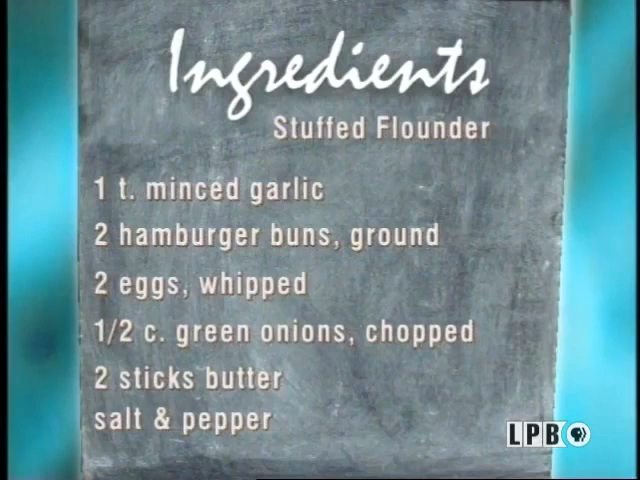 Ingredients
Stuffed Flounder
1 t. minced garlic
2 hamburger buns, ground
2 eggs, whipped
1/2 c. green onions, chopped
2 sticks butter
salt & pepper
LPB